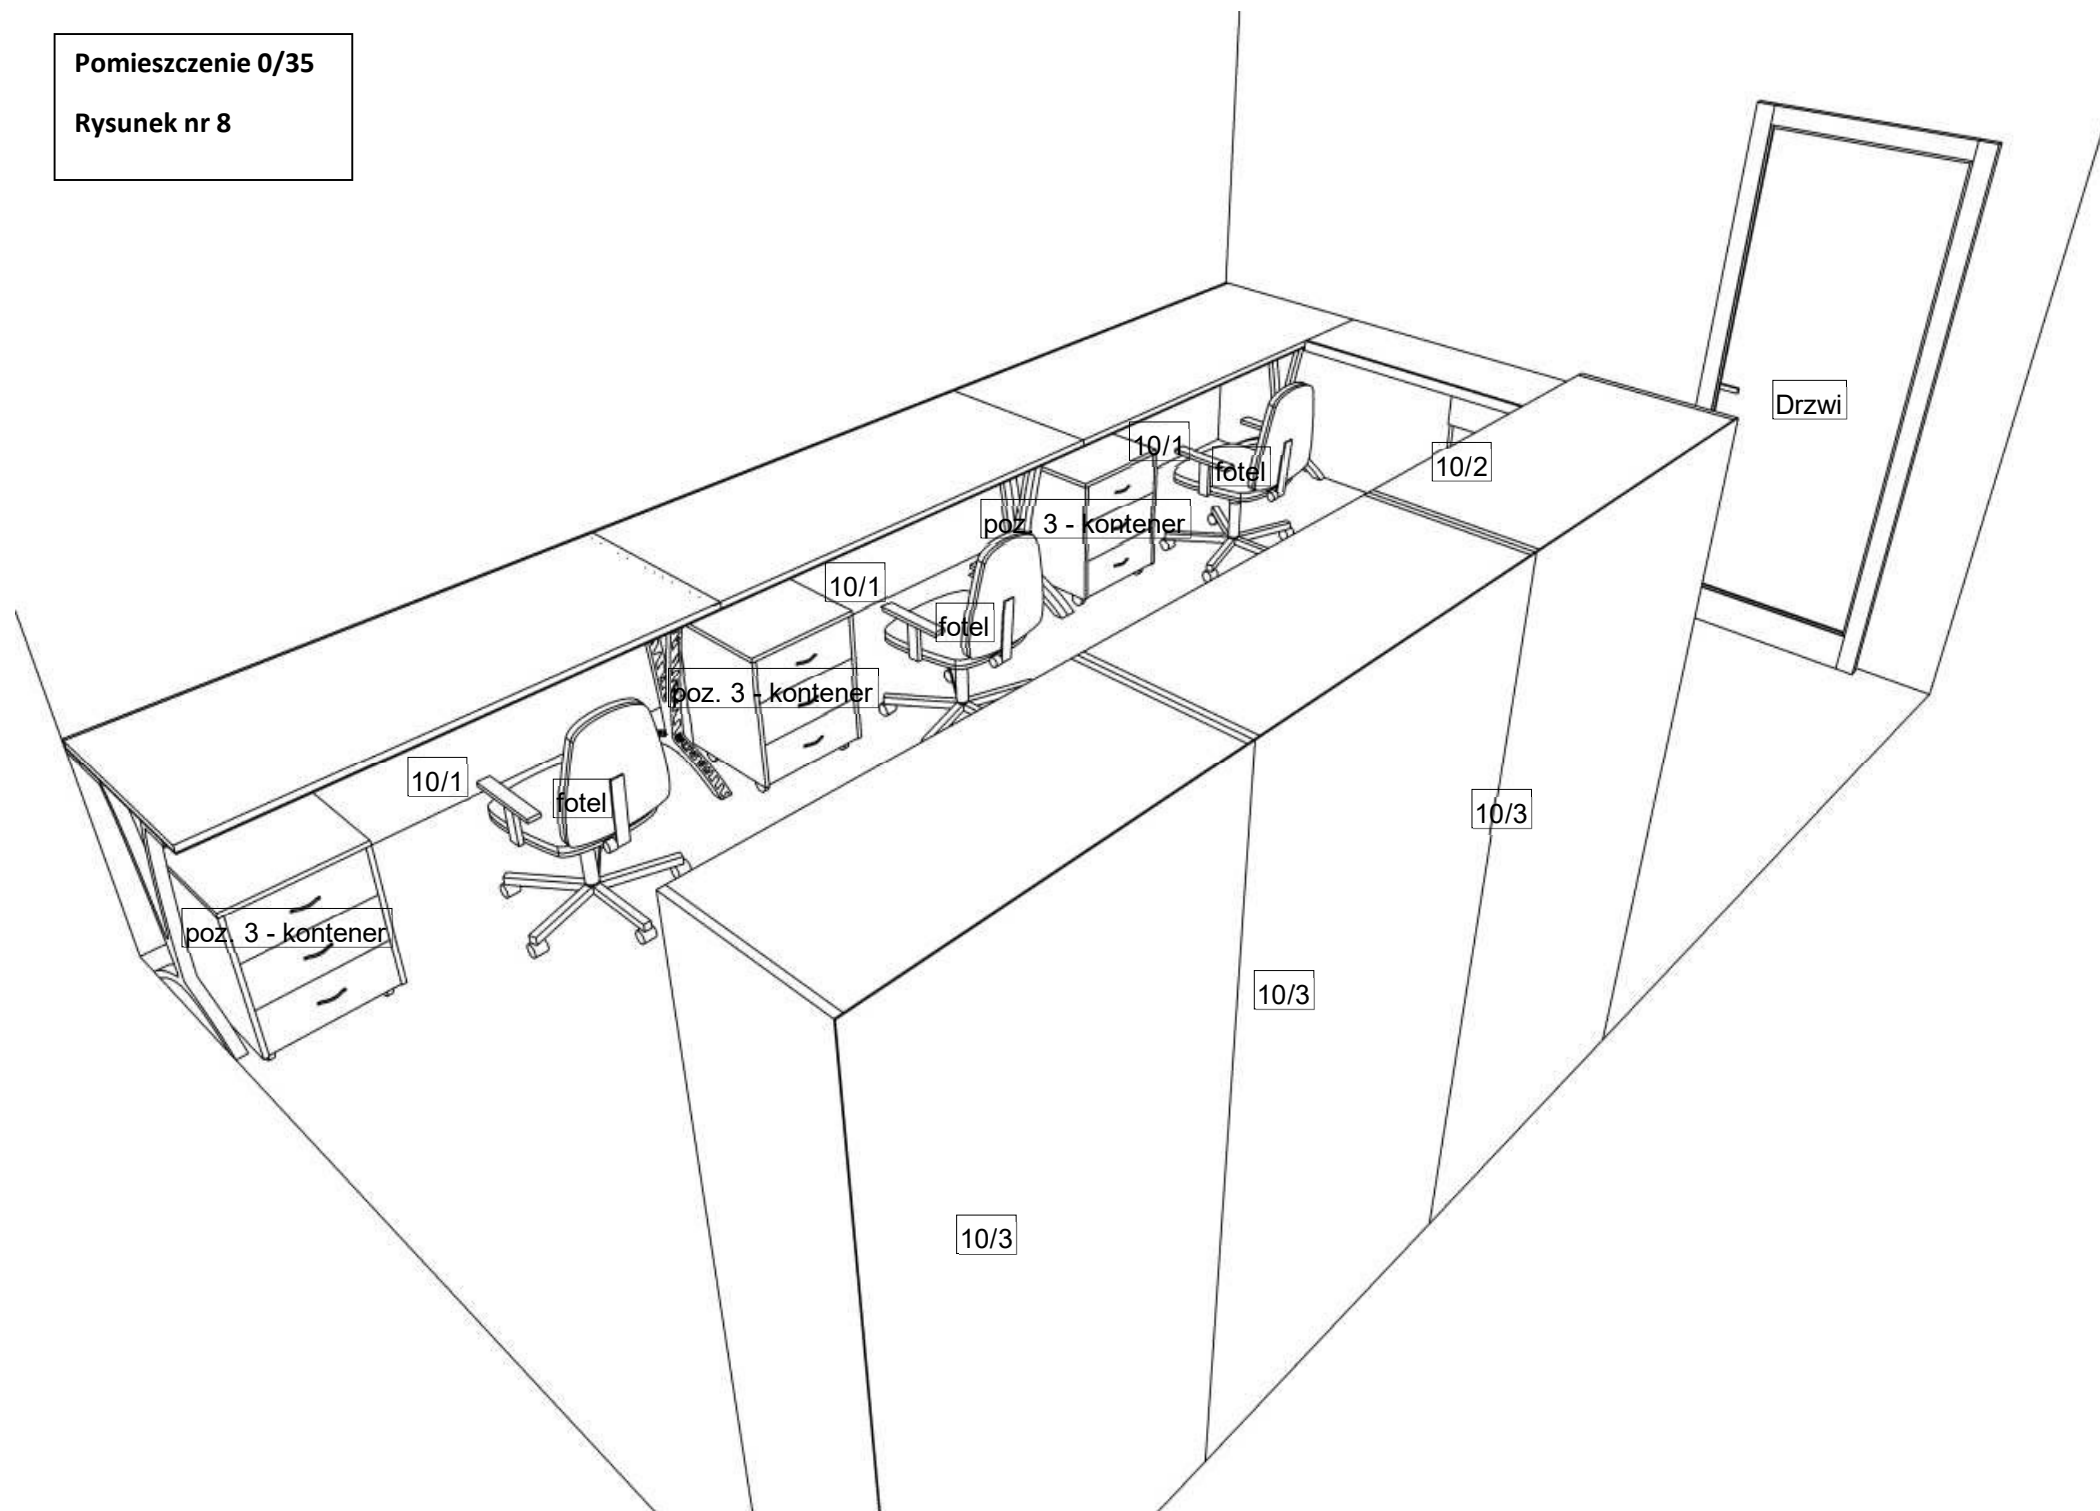 Pomieszczenie 0/35
Rysunek nr 8
Drzwi
10/1
fotel
10/2
poz. 3 - kontener
10/1
fotel
poz. 3 - kontener
10/1
fotel
10/3
poz. 3 - kontener
10/3
10/3